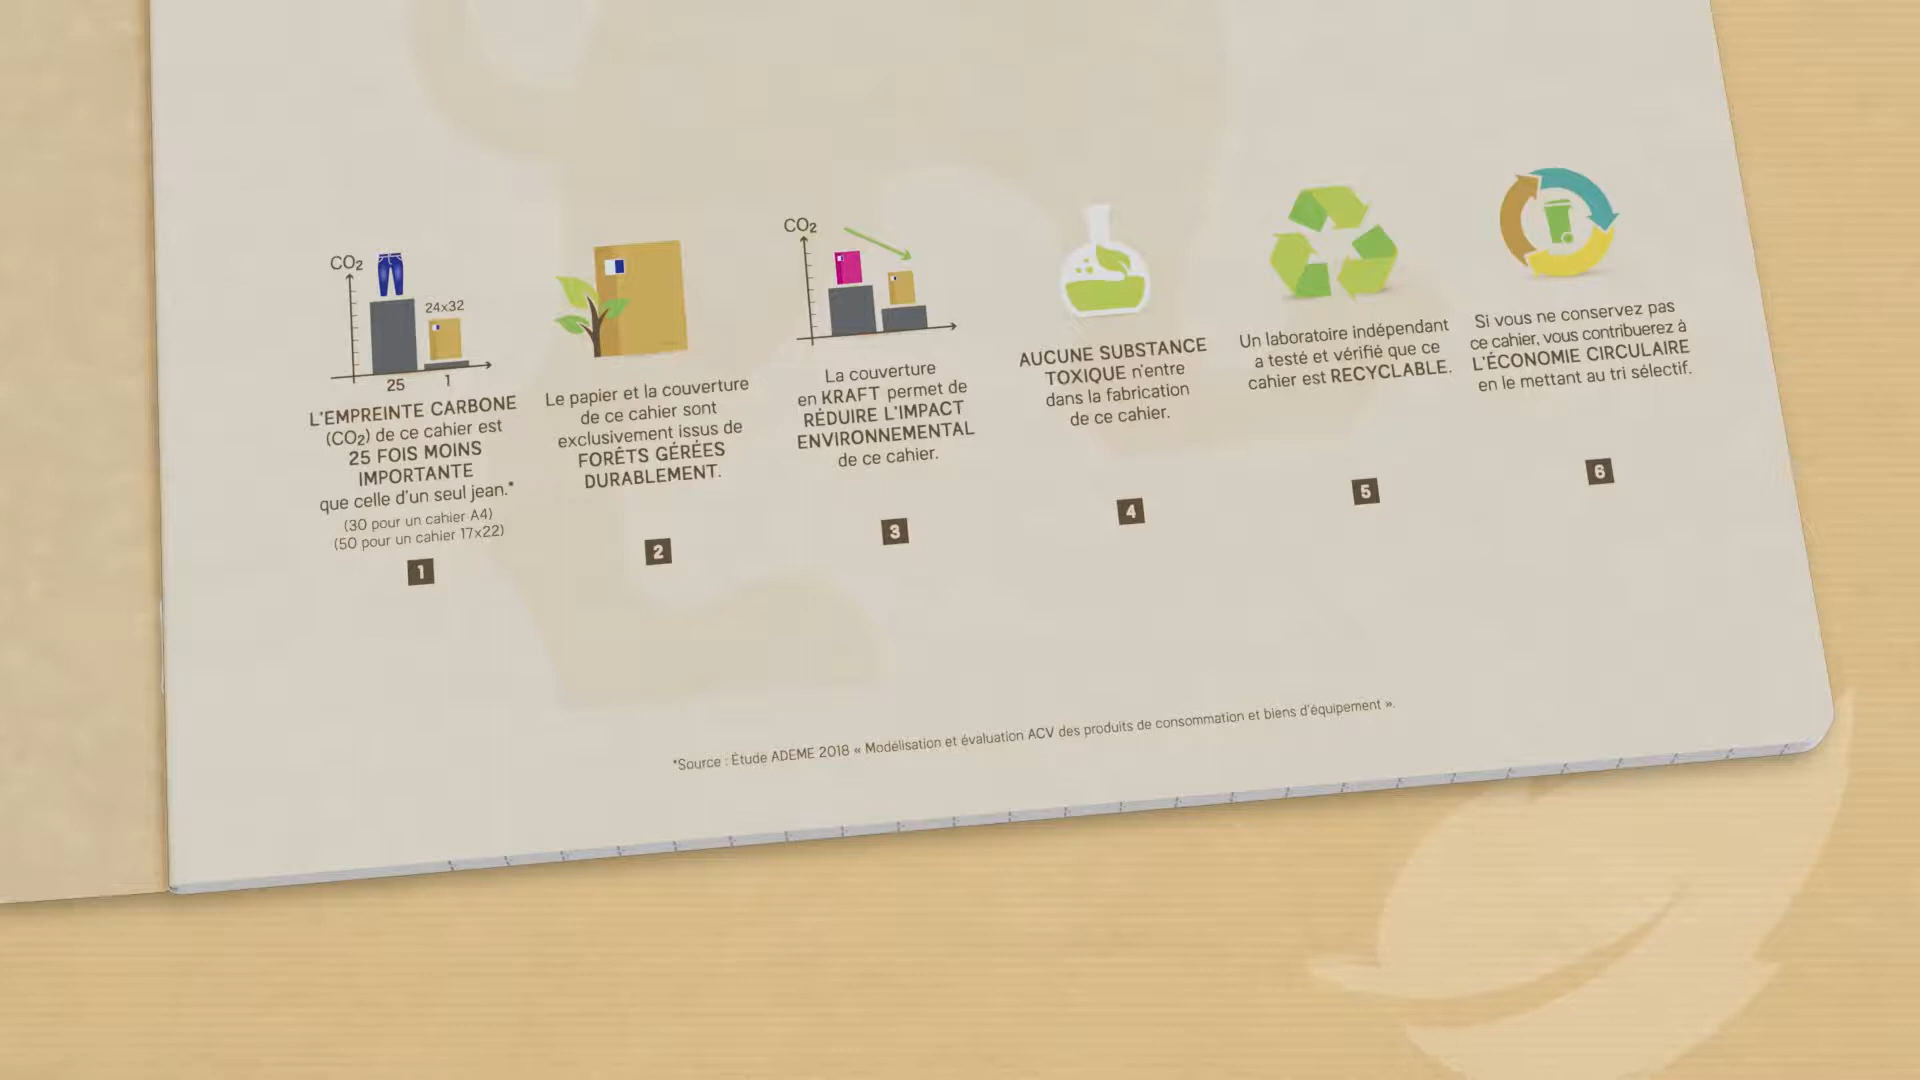 CO2
24x32
25
1
L'EMPREINTE CARBONE
(CO2) de ce cahier est
25 FOIS MOINS
IMPORTANTE
que celle d'un seul jean.*
(30 pour un cahier A4)
(50 pour un cahier 17x22)
1
Le papier et la couverture
de ce cahier sont
exclusivement issus de
FORÊTS GÉRÉES
DURABLEMENT.
2
CO2
La couverture
en KRAFT permet de
RÉDUIRE L'IMPACT
ENVIRONNEMENTAL
de ce cahier.
3
AUCUNE SUBSTANCE
TOXIQUE n'entre
dans la fabrication
de ce cahier.
4
Un laboratoire indépendant
a testé et vérifié que ce
cahier est RECYCLABLE.
5
Si vous ne conservez pas
ce cahier, vous contribuerez à
L'ÉCONOMIE CIRCULAIRE
en le mettant au tri sélectif.
6
*Source : Étude ADEME 2018 « Modélisation et évaluation ACV des produits de consommation et biens d'équipement ».